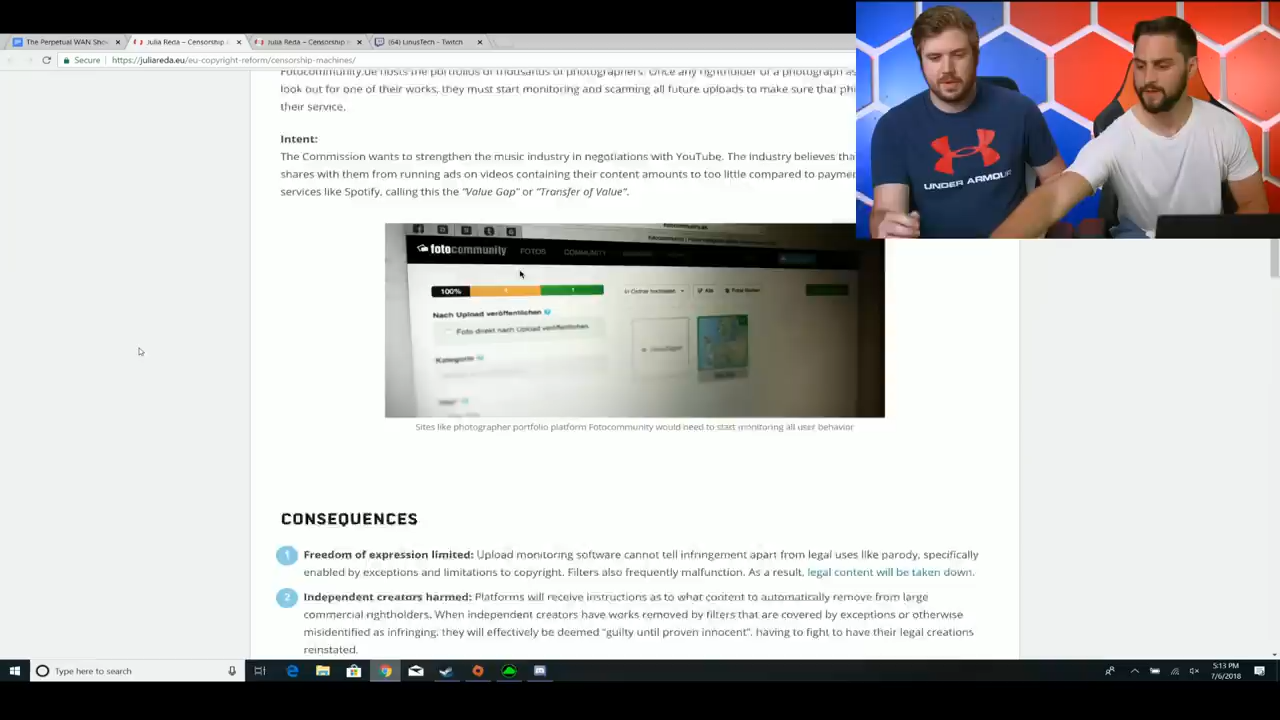 The Perpetual WAN Sho
Julia Reda – Censorship
Julia Reda – Censorship
(64) LinusTech - Twitch
Secure
https://juliareda.eu/eu-copyright-reform/censorship-machines/
Fotocommunity.de hosts the portfolios of thousands of photographers. Once any rightholder of a photograph as
look out for one of their works, they must start monitoring and scanning all future uploads to make sure that ph
their service.
Intent:
The Commission wants to strengthen the music industry in negotiations with YouTube. The industry believes tha
shares with them from running ads on videos containing their content amounts to too little compared to payme
services like Spotify, calling this the "Value Gap" or "Transfer of Value".
UNDER ARMOUR
fotocommunity
FOTOS
COMMUNITY
100%
Nach Upload veröffentlichen
Foto direkt nach Upload veröffentlichen
Kategorie
Sites like photographer portfolio platform Fotocommunity would need to start monitoring all user behavior
CONSEQUENCES
1 Freedom of expression limited: Upload monitoring software cannot tell infringement apart from legal uses like parody, specifically
enabled by exceptions and limitations to copyright. Filters also frequently malfunction. As a result, legal content will be taken down.
2 Independent creators harmed: Platforms will receive instructions as to what content to automatically remove from large
commercial rightholders. When independent creators have works removed by filters that are covered by exceptions or otherwise
misidentified as infringing, they will effectively be deemed "guilty until proven innocent", having to fight to have their legal creations
reinstated.
Type here to search
5:13 PM
7/6/2018